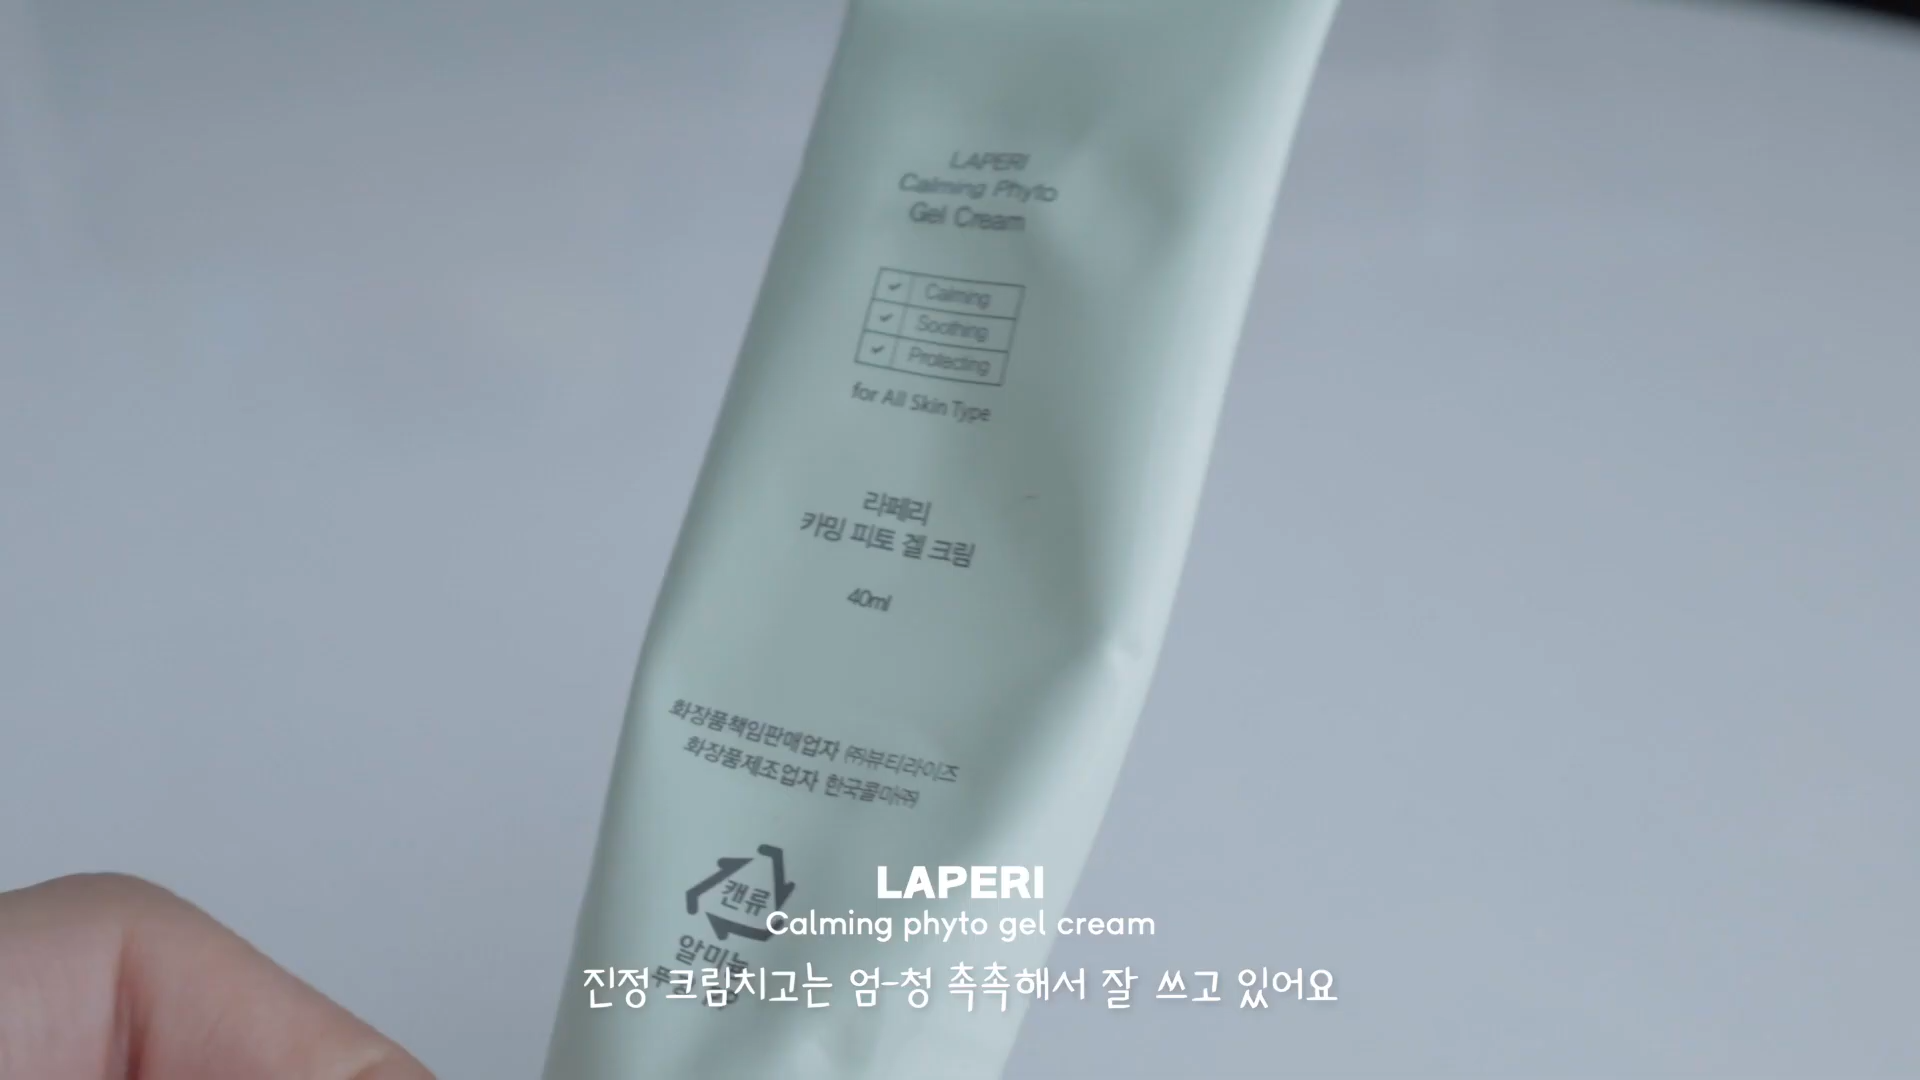 LAPERI
Calming Phyto
Gel Cream
Calming
Soothing
Protecting
for All Skin Type
라페리
카밍 피토 겔 크림
40ml
화장품책임판매업자 ㈜뷰티라이즈
화장품제조업자 한국콜마㈜
캔류
LAPERI
Calming phyto gel cream
진정 크림치고는 엄-청 촉촉해서 잘 쓰고 있어요